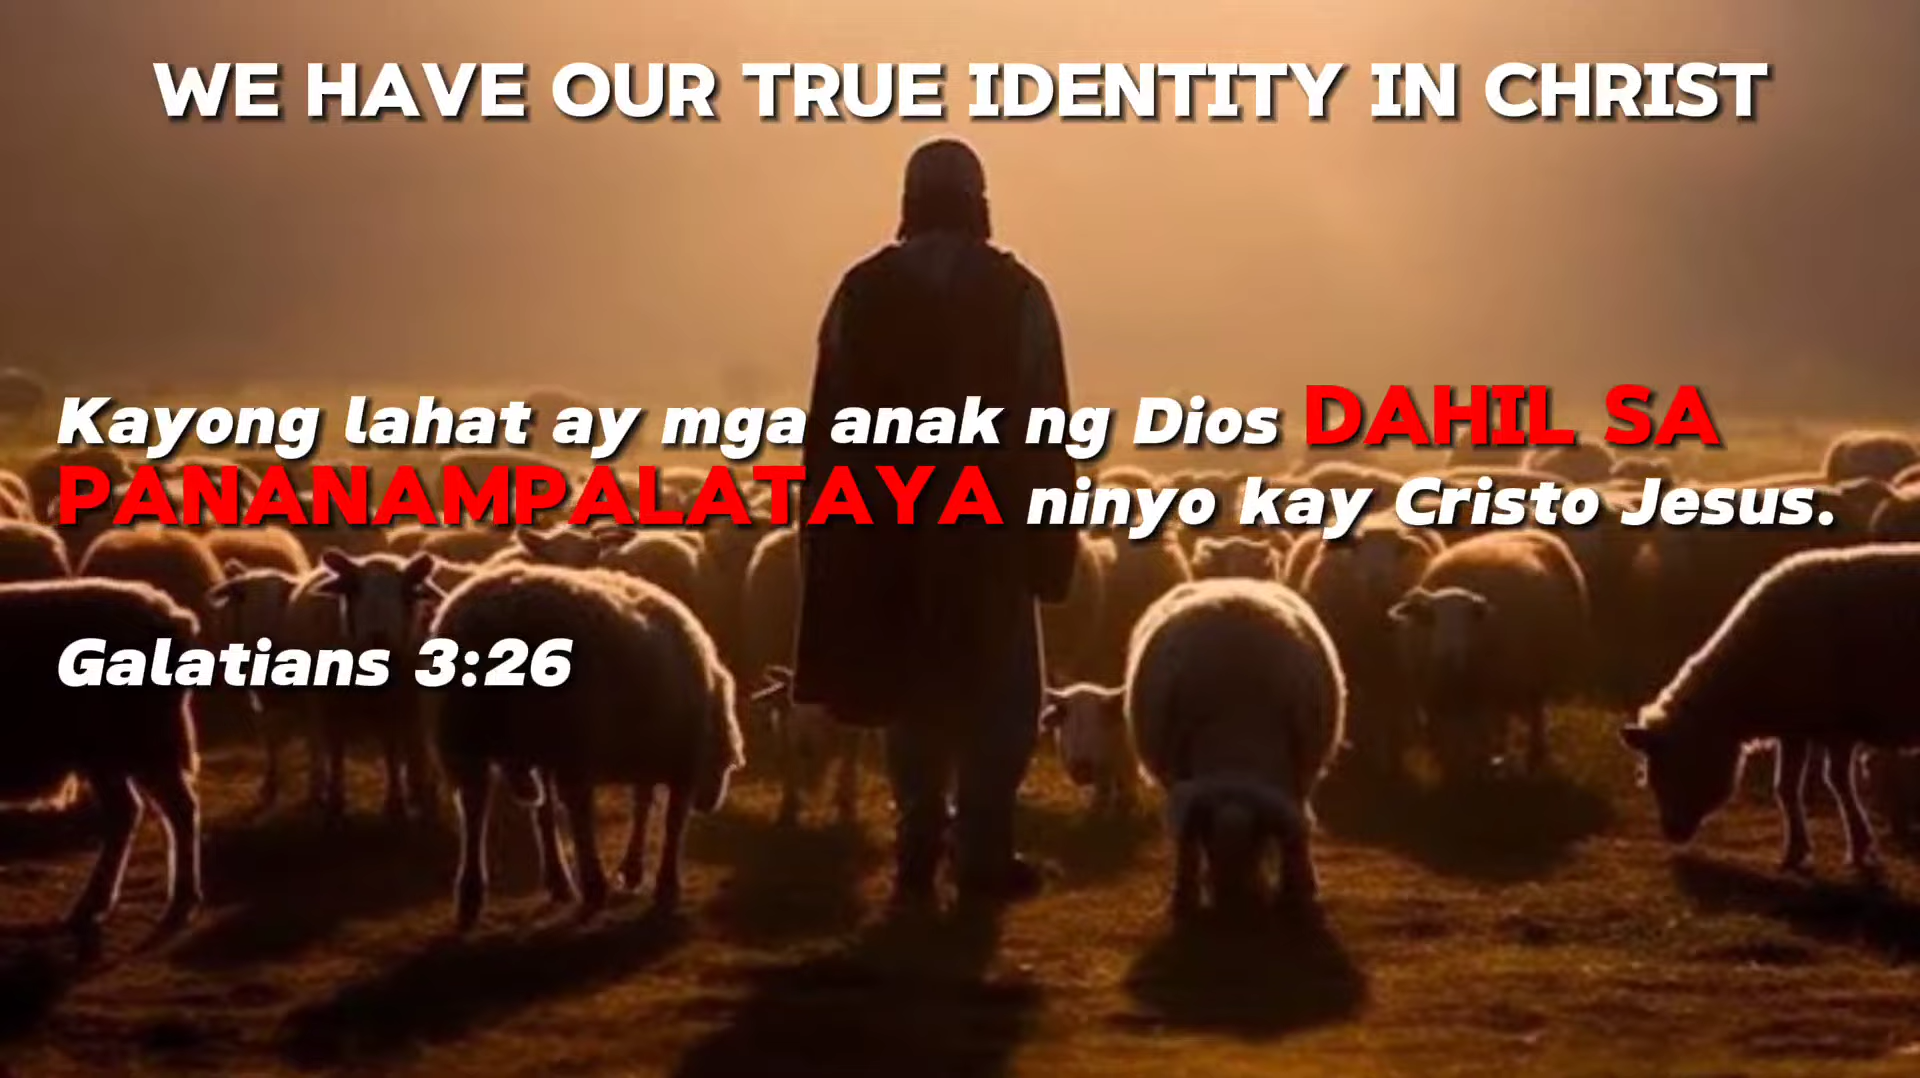 WE HAVE OUR TRUE IDENTITY IN CHRIST
Kayong lahat ay mga anak ng Dios DAHIL SA
PANANAMPALATAYA ninyo kay Cristo Jesus.
Galatians 3:26